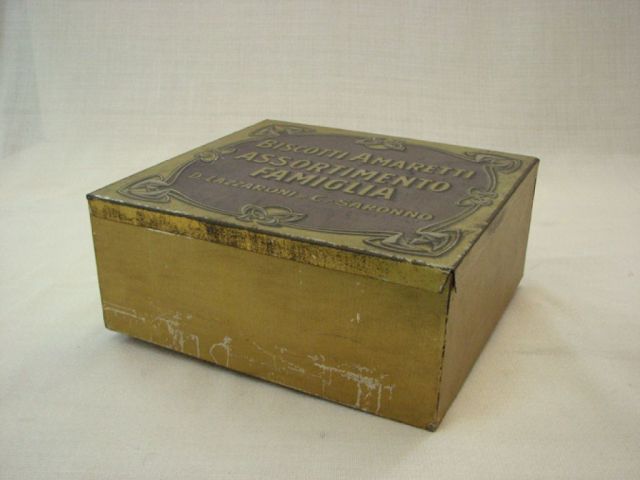 BISCOTTI AMARETTI
ASSORTIMENTO
FAMIGLIA
D. LAZZARONI & C. SARONNO